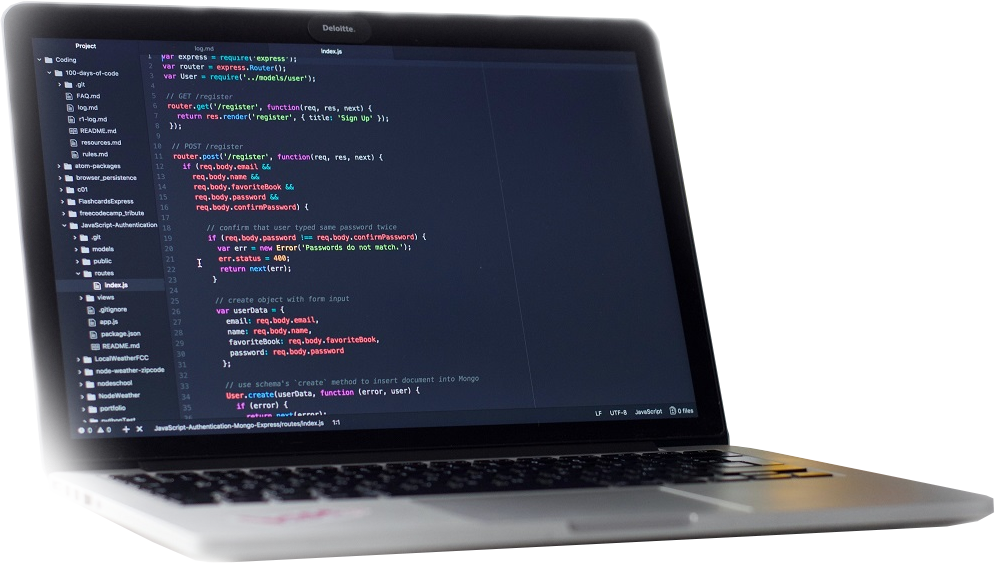 Deloitte.
Project
Coding
100-days-of-code
.git
FAQ.md
log.md
r1-log.md
README.md
resources.md
rules.md
atom-packages
browser_persistence
c01
FlashcardsExpress
freecodecamp_tribute
JavaScript-Authentication
.git
models
public
routes
index.js
views
.gitignore
app.js
package.json
README.md
LocalWeatherFCC
node-weather-zipcode
nodeschool
NodeWeather
portfolio
pythonTest
log.md
index.js
1 var express = require('express');
2 var router = express.Router();
3 var User = require('../models/user');
4
5 // GET /register
6 router.get('/register', function(req, res, next) {
7 return res.render('register', { title: 'Sign Up' });
8 });
9
10 // POST /register
11 router.post('/register', function(req, res, next) {
12 if (req.body.email &&
13 req.body.name &&
14 req.body.favoriteBook &&
15 req.body.password &&
16 req.body.confirmPassword) {
17
18 // confirm that user typed same password twice
19 if (req.body.password !== req.body.confirmPassword) {
20 var err = new Error('Passwords do not match.');
21 err.status = 400;
22 return next(err);
23 }
24
25 // create object with form input
26 var userData = {
27 email: req.body.email,
28 name: req.body.name,
29 favoriteBook: req.body.favoriteBook,
30 password: req.body.password
31 };
32
33 // use schema's `create` method to insert document into Mongo
34 User.create(userData, function (error, user) {
35 if (error) {
return next(error);
0 0 JavaScript-Authentication-Mongo-Express/routes/index.js 1:1
LF UTF-8 JavaScript 0 files